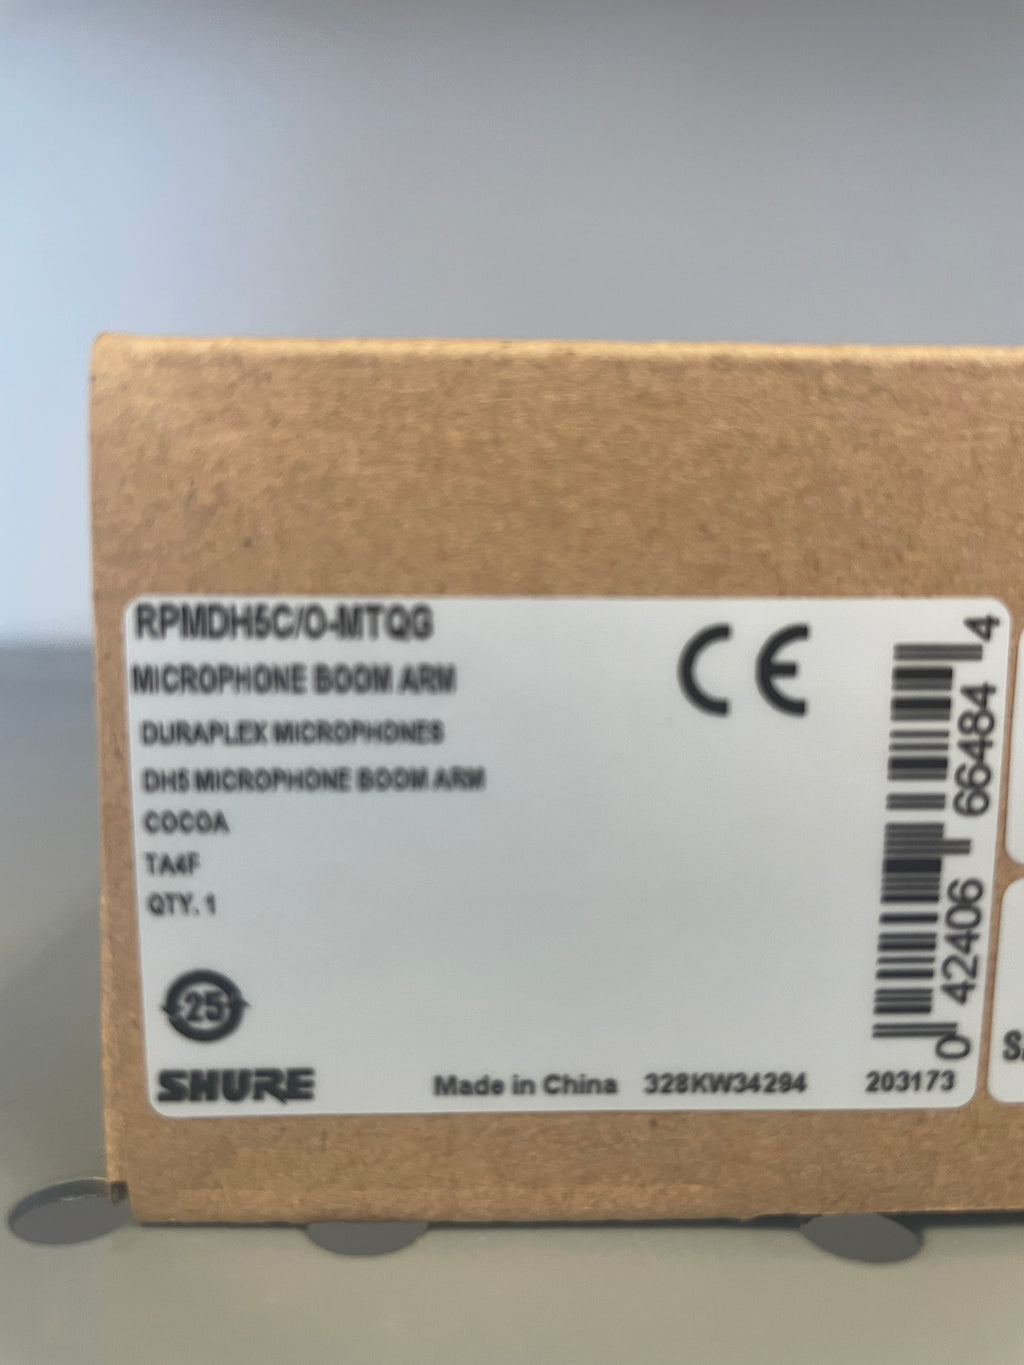 RPMDH5C/O-MTQG
MICROPHONE BOOM ARM
DURAPLEX MICROPHONES
DH5 MICROPHONE BOOM ARM
COCOA
TA4F
QTY. 1
CE
25
SHURE
Made in China 328KW34294 203173
0 42406 66484 4